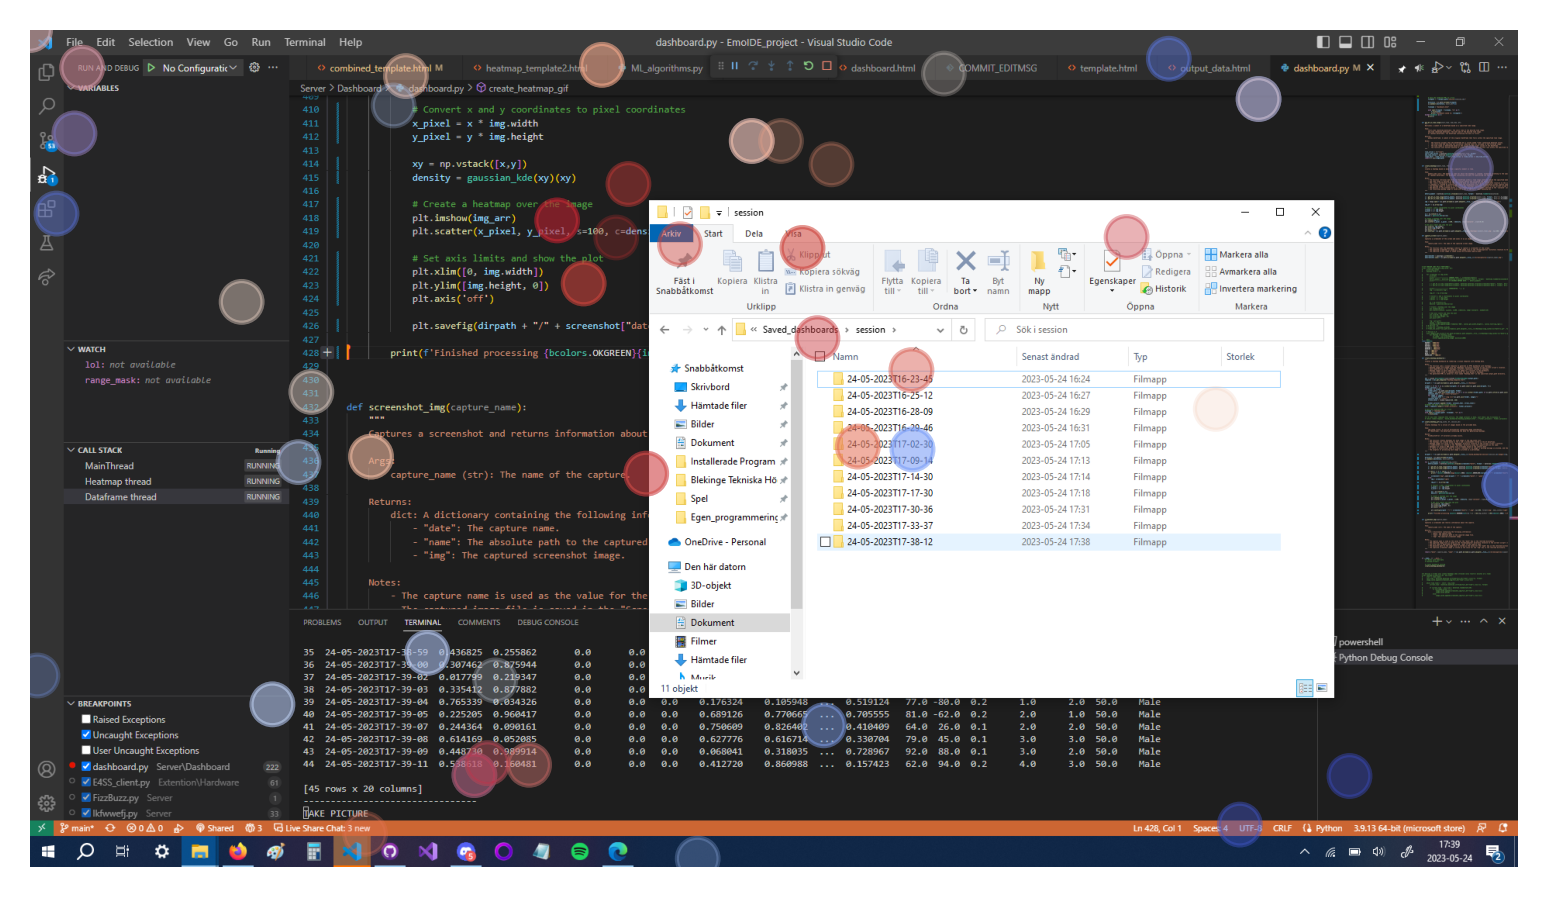 File Edit Selection View Go Run Terminal Help
dashboard.py - EmoIDE_project - Visual Studio Code
RUN AND DEBUG No Configuratic
combined_template.html M
heatmap_template2.html
ML_algorithms.py
dashboard.html
COMMIT_EDITMSG
template.html
output_data.html
dashboard.py M
VARIABLES
Server > Dashboard > dashboard.py > create_heatmap_gif
410 # Convert x and y coordinates to pixel coordinates
411 x_pixel = x * img.width
412 y_pixel = y * img.height
413
414 xy = np.vstack([x,y])
415 density = gaussian_kde(xy)(xy)
416
417 # Create a heatmap over the image
418 plt.imshow(img_arr)
419 plt.scatter(x_pixel, y_pixel, s=100, c=dens
420
421 # Set axis limits and show the plot
422 plt.xlim([0, img.width])
423 plt.ylim([img.height, 0])
424 plt.axis('off')
425
426 plt.savefig(dirpath + "/" + screenshot["dat
427
428 print(f'Finished processing {bcolors.OKGREEN}{i
429
430
431
432 def screenshot_img(capture_name):
433 """
434 Captures a screenshot and returns information about
436 Args:
capture_name (str): The name of the capture.
438
439 Returns:
440 dict: A dictionary containing the following inf
441 - "date": The capture name.
442 - "name": The absolute path to the captured
443 - "img": The captured screenshot image.
444
445 Notes:
446 - The capture name is used as the value for the
WATCH
lol: not available
range_mask: not available
CALL STACK Running
MainThread RUNNING
Heatmap thread RUNNING
Dataframe thread RUNNING
BREAKPOINTS
Raised Exceptions
Uncaught Exceptions
User Uncaught Exceptions
dashboard.py Server\Dashboard 222
E4SS_client.py Extention\Hardware 61
FizzBuzz.py Server 1
lkfwwefj.py Server 33
session
Arkiv Start Dela Visa
Fäst i Snabbåtkomst
Kopiera
Klistra in
Klipp ut
Kopiera sökväg
Klistra in genväg
Urklipp
Flytta till
Kopiera till
Ta bort
Byt namn
Ordna
Ny mapp
Nytt
Egenskaper
Öppna
Redigera
Historik
Öppna
Markera alla
Avmarkera alla
Invertera markering
Markera
« Saved_dashboards > session >
Sök i session
Namn Senast ändrad Typ Storlek
24-05-2023T16-23-45 2023-05-24 16:24 Filmapp
24-05-2023T16-25-12 2023-05-24 16:27 Filmapp
24-05-2023T16-28-09 2023-05-24 16:29 Filmapp
24-05-2023T16-29-46 2023-05-24 16:31 Filmapp
24-05-2023T17-02-30 2023-05-24 17:05 Filmapp
24-05-2023T17-09-14 2023-05-24 17:13 Filmapp
24-05-2023T17-14-30 2023-05-24 17:14 Filmapp
24-05-2023T17-17-30 2023-05-24 17:18 Filmapp
24-05-2023T17-30-36 2023-05-24 17:31 Filmapp
24-05-2023T17-33-37 2023-05-24 17:34 Filmapp
24-05-2023T17-38-12 2023-05-24 17:38 Filmapp
Snabbåtkomst
Skrivbord
Hämtade filer
Bilder
Dokument
Installerade Program
Blekinge Tekniska Hö
Spel
Egen_programmering
OneDrive - Personal
Den här datorn
3D-objekt
Bilder
Dokument
Filmer
Hämtade filer
Musik
11 objekt
PROBLEMS OUTPUT TERMINAL COMMENTS DEBUG CONSOLE
powershell
Python Debug Console
35 24-05-2023T17-38-59 0.436825 0.255862 0.0 0.0
36 24-05-2023T17-39-00 0.307462 0.875944 0.0 0.0
37 24-05-2023T17-39-02 0.017799 0.219347 0.0 0.0
38 24-05-2023T17-39-03 0.335412 0.877882 0.0 0.0
39 24-05-2023T17-39-04 0.765339 0.034326 0.0 0.0 0.0 0.176324 0.105948 ... 0.519124 77.0 -80.0 0.2 1.0 2.0 50.0 Male
40 24-05-2023T17-39-05 0.225205 0.960417 0.0 0.0 0.0 0.689126 0.770665 ... 0.705555 81.0 -62.0 0.2 2.0 1.0 50.0 Male
41 24-05-2023T17-39-07 0.244364 0.090161 0.0 0.0 0.0 0.750609 0.826402 ... 0.410409 64.0 26.0 0.1 2.0 2.0 50.0 Male
42 24-05-2023T17-39-08 0.614169 0.052085 0.0 0.0 0.0 0.627776 0.616714 ... 0.330704 79.0 45.0 0.1 3.0 3.0 50.0 Male
43 24-05-2023T17-39-09 0.448730 0.989914 0.0 0.0 0.0 0.068041 0.318035 ... 0.728967 92.0 88.0 0.1 3.0 2.0 50.0 Male
44 24-05-2023T17-39-11 0.538618 0.160481 0.0 0.0 0.0 0.412720 0.860988 ... 0.157423 62.0 94.0 0.2 4.0 3.0 50.0 Male
[45 rows x 20 columns]
--------------------------------
TAKE PICTURE
main* 0 0 Shared 3 Live Share Chat: 3 new
Ln 428, Col 1 Spaces: 4 UTF-8 CRLF Python 3.9.13 64-bit (microsoft store)
17:39
2023-05-24